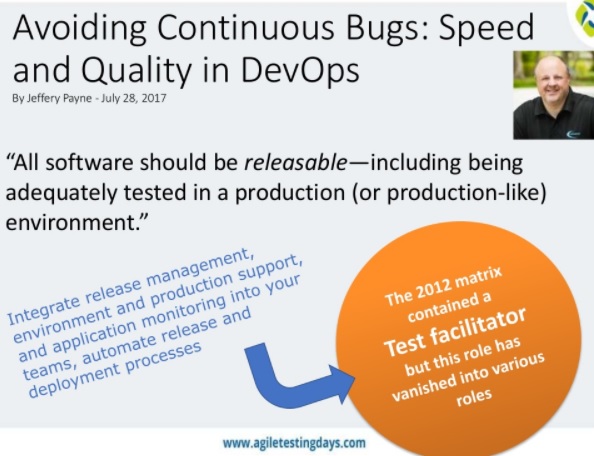 Avoiding Continuous Bugs: Speed
and Quality in DevOps
By Jeffery Payne - July 28, 2017
“All software should be releasable—including being
adequately tested in a production (or production-like)
environment.”
Integrate release management,
environment and production support,
and application monitoring into your
teams, automate release and
deployment processes
The 2012 matrix
contained a
Test facilitator
but this role has
vanished into various
roles
www.agiletestingdays.com